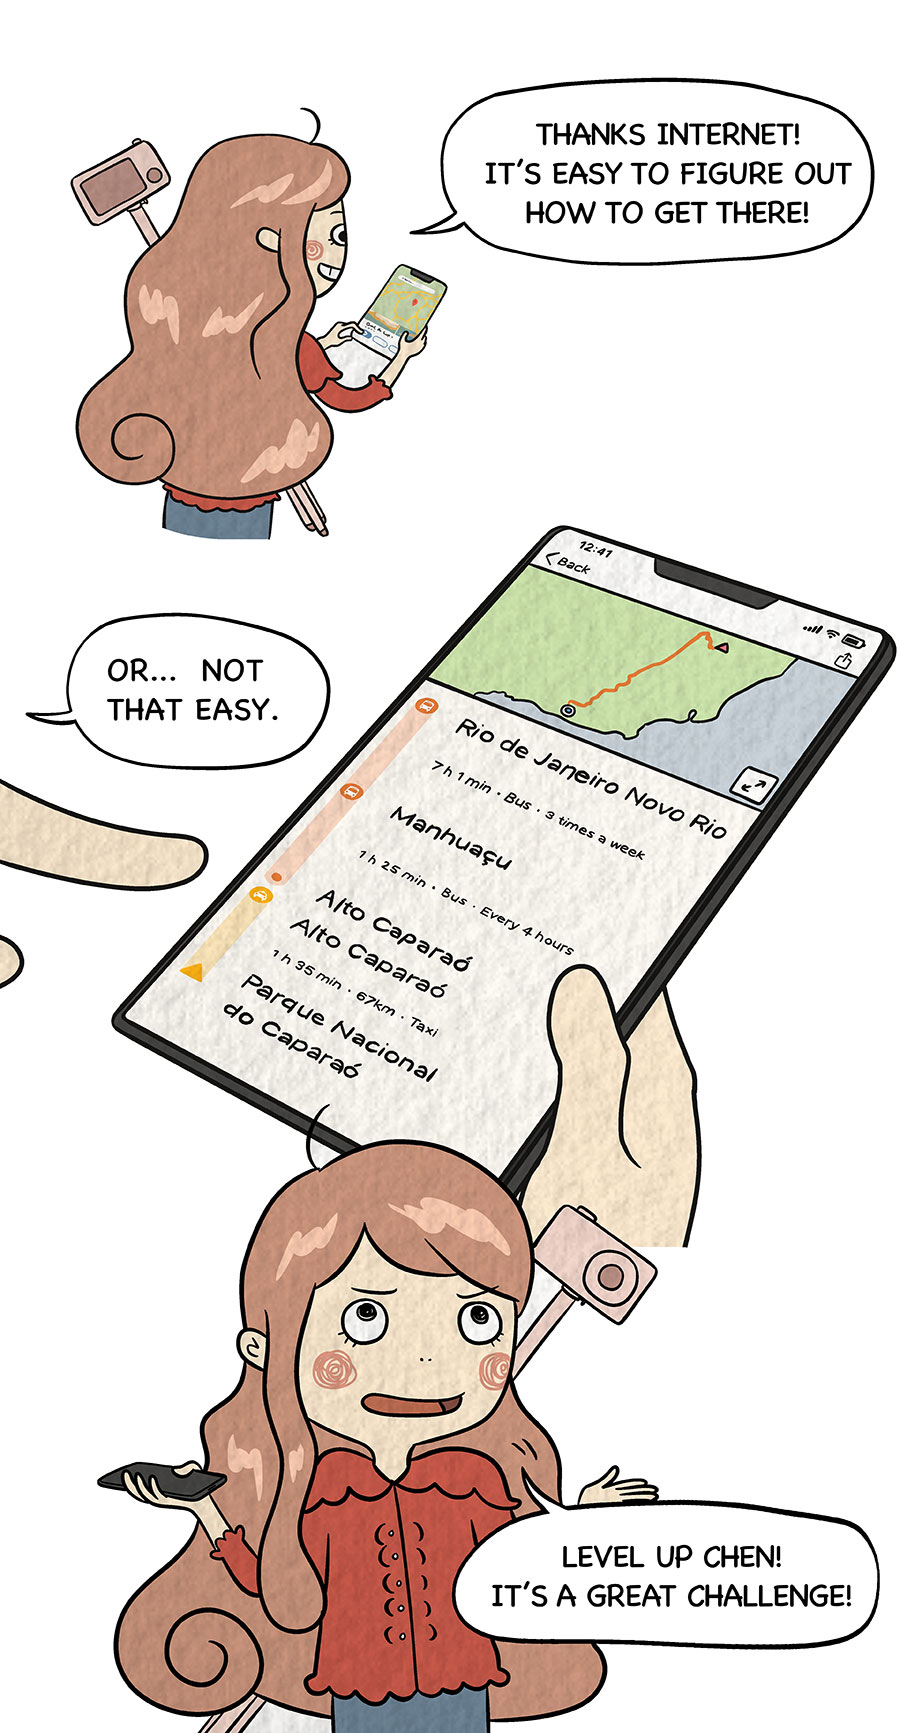 THANKS INTERNET!
IT'S EASY TO FIGURE OUT
HOW TO GET THERE!
12:41
Back
OR... NOT
THAT EASY.
Rio de Janeiro Novo Rio
7 h 1 min · Bus · 3 times a week
Manhuaçu
1 h 25 min · Bus · Every 4 hours
Alto Caparaó
Alto Caparaó
1 h 35 min · 67km · Taxi
Parque Nacional
do Caparaó
LEVEL UP CHEN!
IT'S A GREAT CHALLENGE!